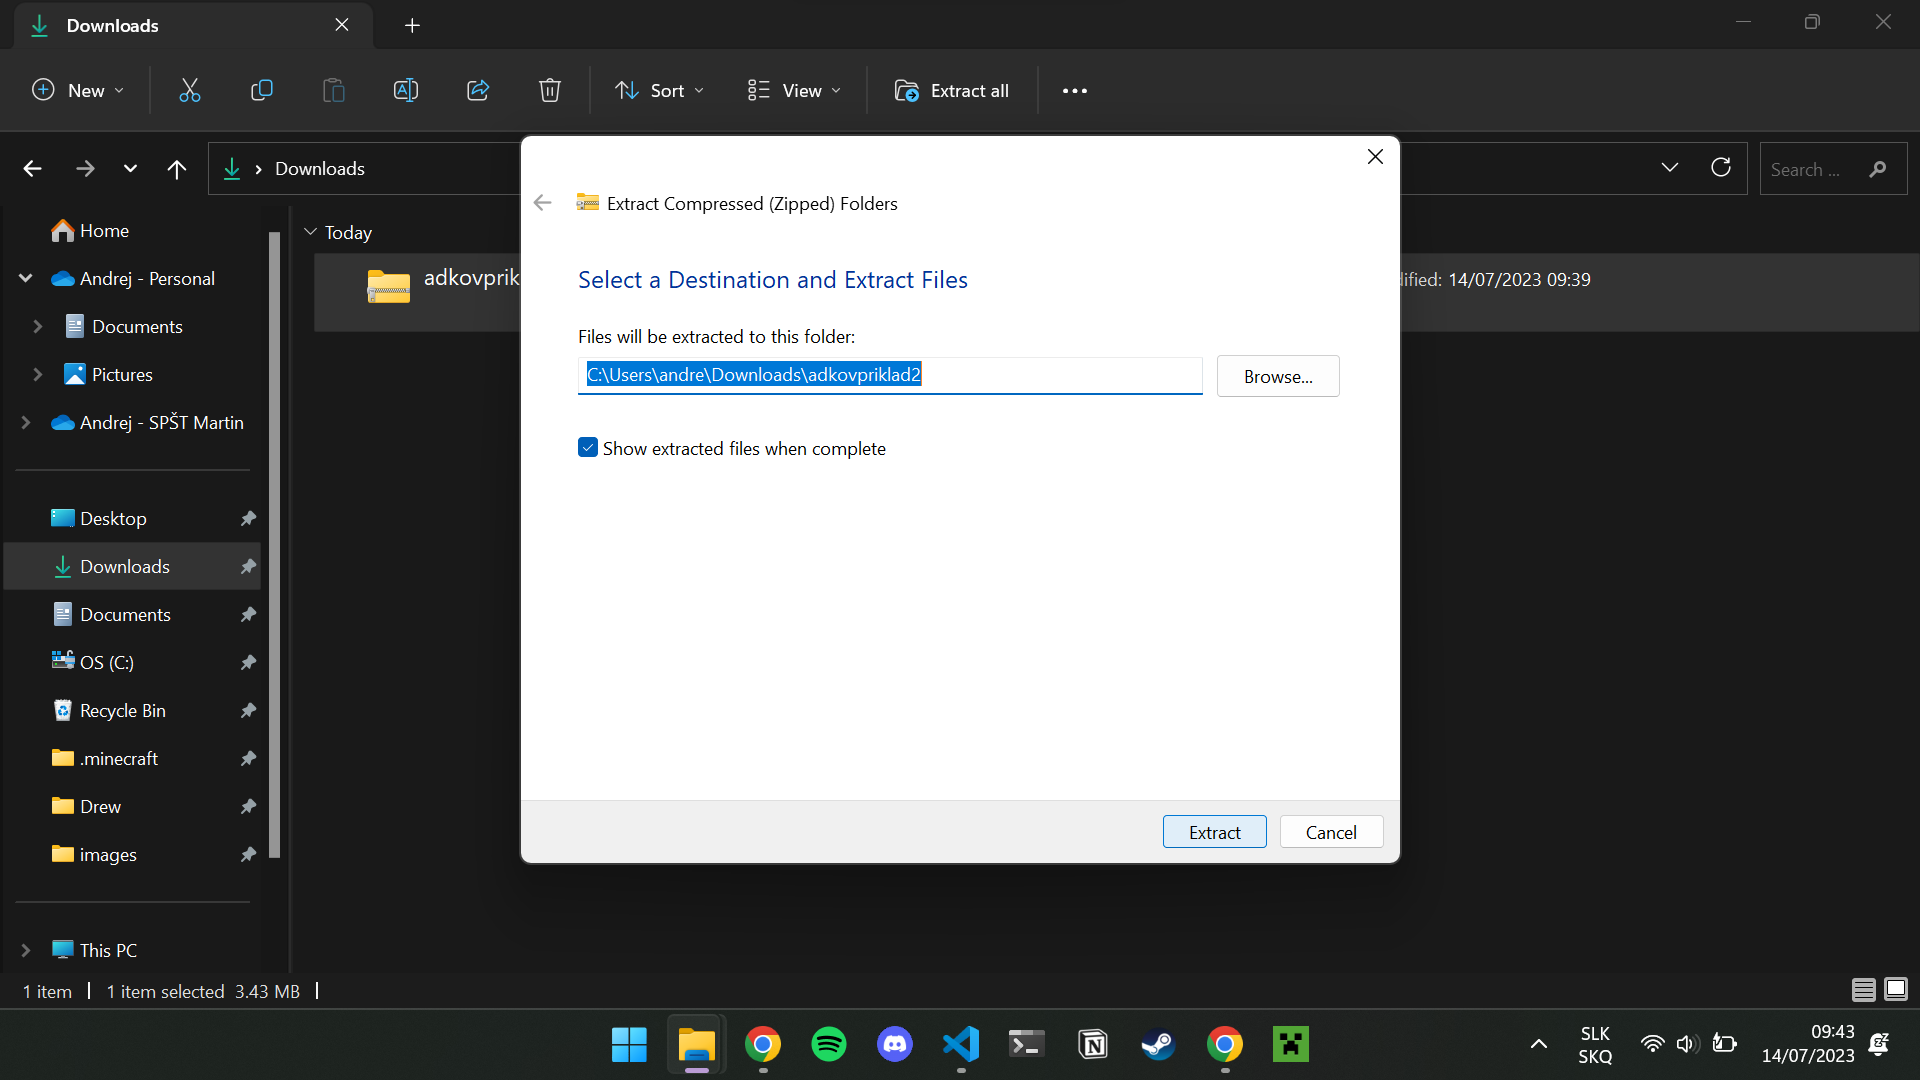 Downloads
New
Sort
View
Extract all
Downloads
Search ...
Home
Andrej - Personal
Documents
Pictures
Andrej - SPŠT Martin
Desktop
Downloads
Documents
OS (C:)
Recycle Bin
.minecraft
Drew
images
This PC
Today
adkovprik
dified: 14/07/2023 09:39
Extract Compressed (Zipped) Folders
Select a Destination and Extract Files
Files will be extracted to this folder:
C:\Users\andre\Downloads\adkovpriklad2
Browse...
Show extracted files when complete
Extract
Cancel
1 item
1 item selected 3.43 MB
SLK
SKQ
09:43
14/07/2023